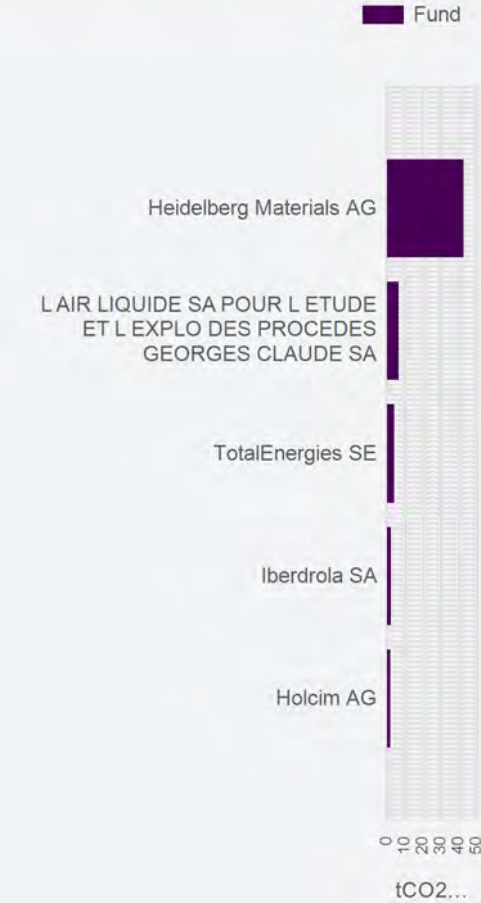 Fund
Heidelberg Materials AG
L AIR LIQUIDE SA POUR L ETUDE
ET L EXPLO DES PROCEDES
GEORGES CLAUDE SA
TotalEnergies SE
Iberdrola SA
Holcim AG
0
10
20
30
40
50
tCO2...